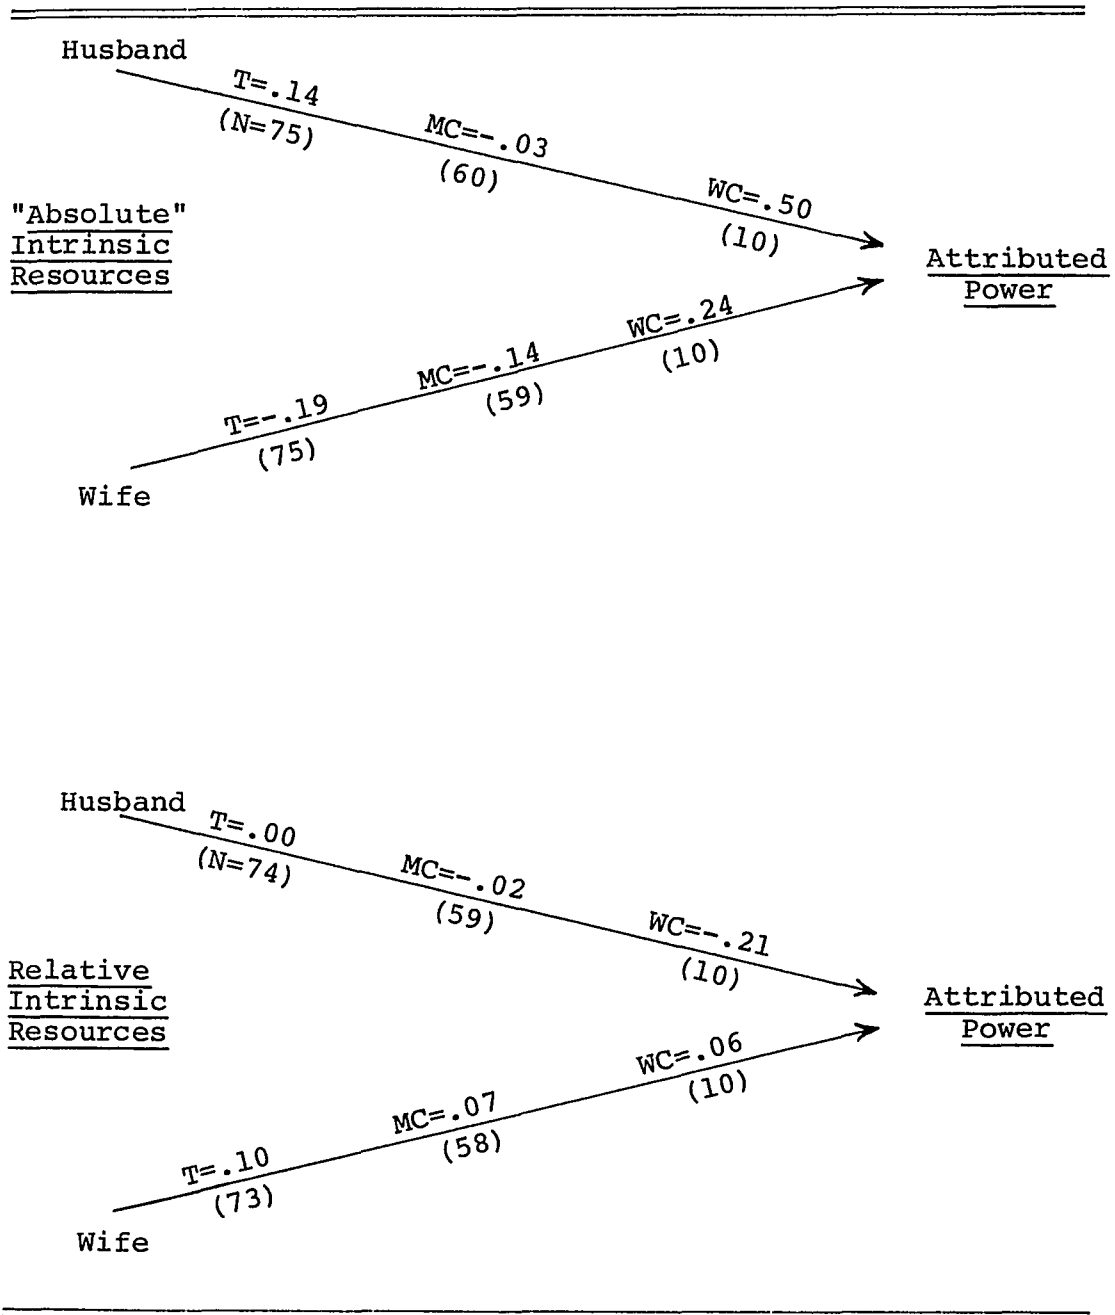 Husband
T=.14
(N=75)
MC=-.03
(60)
WC=.50
(10)
"Absolute"
Intrinsic
Resources
Attributed
Power
WC=.24
(10)
MC=-.14
(59)
T=-.19
(75)
Wife
Husband
T=.00
(N=74)
MC=-.02
(59)
WC=-.21
(10)
Relative
Intrinsic
Resources
Attributed
Power
WC=.06
(10)
MC=.07
(58)
T=.10
(73)
Wife